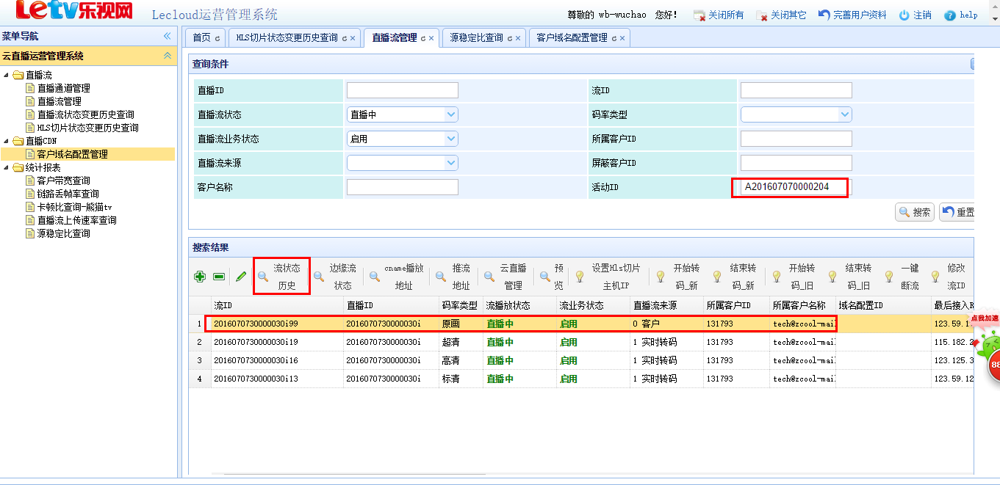 Letv乐视网 Lecloud运营管理系统 尊敬的 wb-wuchao 您好! 关闭所有 关闭其它 完善用户资料 注销 help
菜单导航
云直播运营管理系统
直播流
直播通道管理
直播流管理
直播流状态变更历史查询
HLS切片状态变更历史查询
直播CDN
客户域名配置管理
统计报表
客户带宽查询
链路丢帧率查询
卡顿比查询-熊猫tv
直播流上传速率查询
源稳定比查询
首页 HLS切片状态变更历史查询 直播流管理 源稳定比查询 客户域名配置管理
查询条件
直播ID 流ID
直播流状态 直播中 码率类型
直播流业务状态 启用 所属客户ID
直播流来源 屏蔽客户ID
客户名称 活动ID A201607070000204
搜索 重置
搜索结果
流状态历史 边缘流状态 cname播放地址 推流地址 云直播管理 预览 设置Hls切片主机IP 开始转码_新 结束转码_新 开始转码_旧 结束转码_旧 一键断流 修改流ID
流ID 直播ID 码率类型 流播放状态 流业务状态 直播流来源 所属客户ID 所属客户名称 域名配置ID 最后接入R
1 2016070730000030i99 2016070730000030i 原画 直播中 启用 0 客户 131793 tech@zcool-mail 123.59.1
2 2016070730000030i19 2016070730000030i 超清 直播中 启用 1 实时转码 131793 tech@zcool-mail 115.182.2
3 2016070730000030i16 2016070730000030i 高清 直播中 启用 1 实时转码 131793 tech@zcool-mail 123.125.3
4 2016070730000030i13 2016070730000030i 标清 直播中 启用 1 实时转码 131793 tech@zcool-mail 123.59.12
点我加速
88